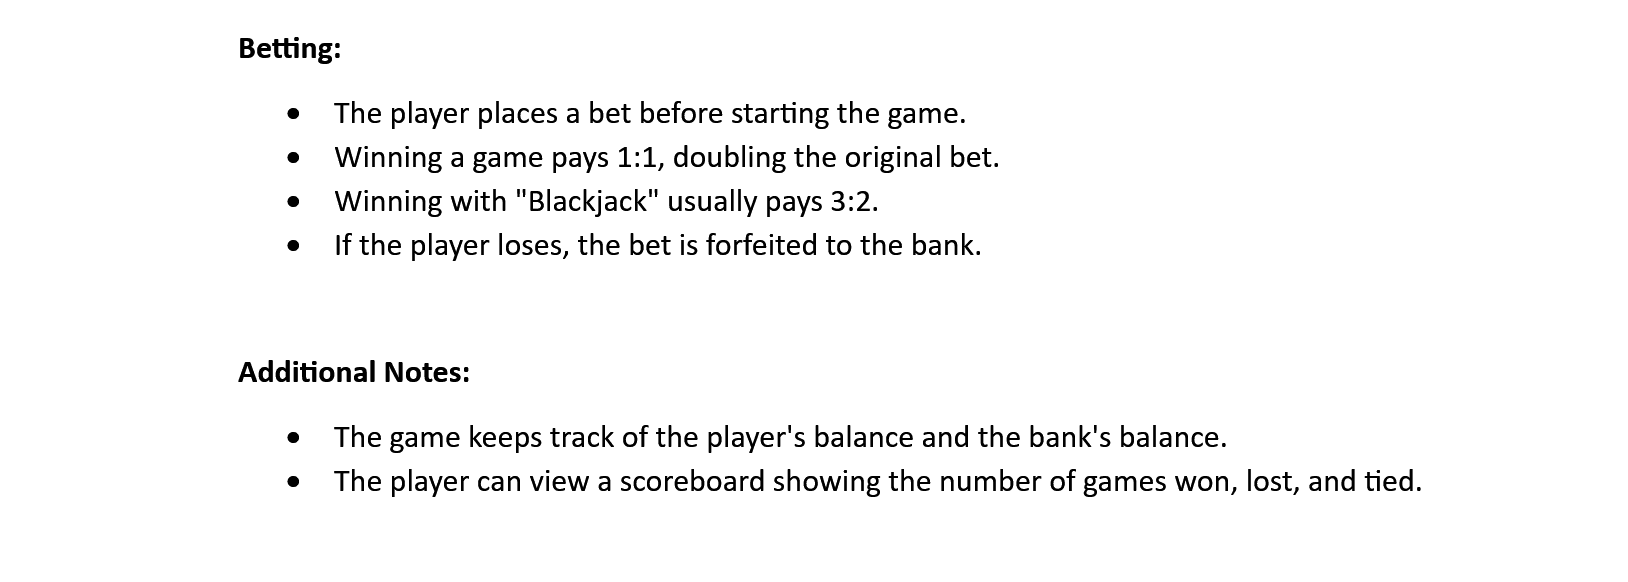 Betting:
• The player places a bet before starting the game.
• Winning a game pays 1:1, doubling the original bet.
• Winning with "Blackjack" usually pays 3:2.
• If the player loses, the bet is forfeited to the bank.
Additional Notes:
• The game keeps track of the player's balance and the bank's balance.
• The player can view a scoreboard showing the number of games won, lost, and tied.